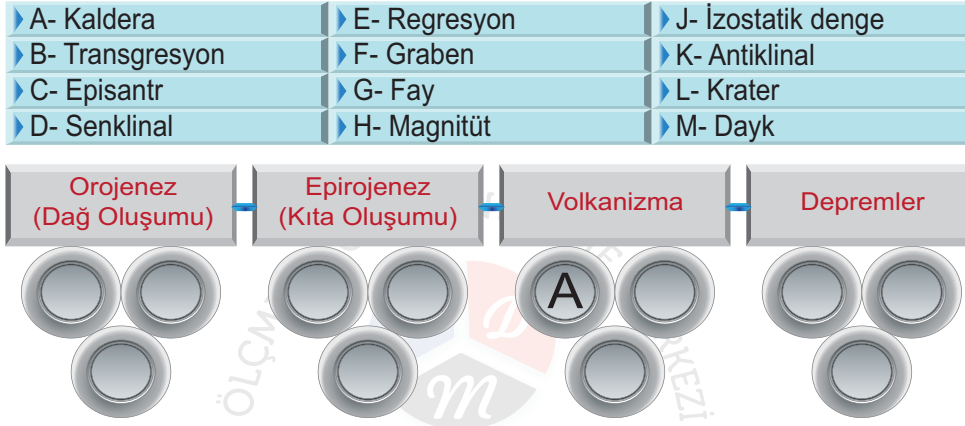 A- Kaldera
E- Regresyon
J- İzostatik denge
B- Transgresyon
F- Graben
K- Antiklinal
C- Episantr
G- Fay
L- Krater
D- Senklinal
H- Magnitüt
M- Dayk
Orojenez
(Dağ Oluşumu)
Epirojenez
(Kıta Oluşumu)
Volkanizma
Depremler
A